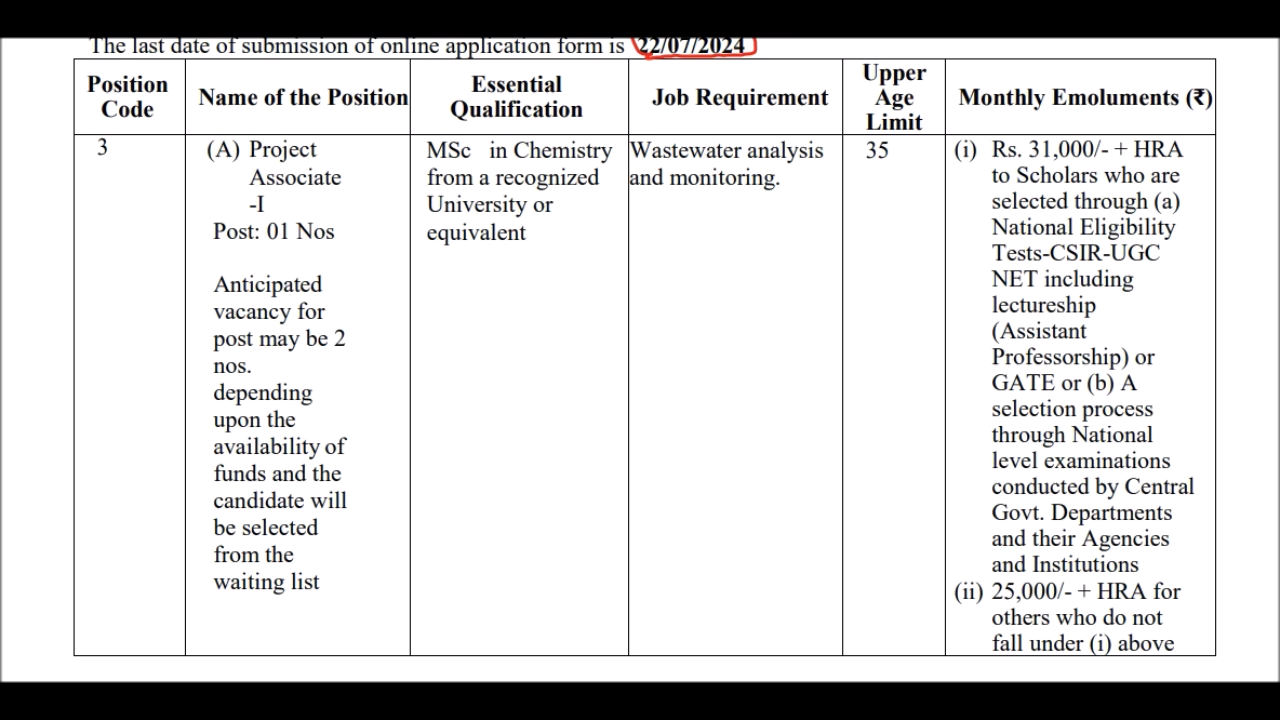 The last date of submission of online application form is 22/07/2024
Position
Code
Name of the Position
Essential
Qualification
Job Requirement
Upper
Age
Limit
Monthly Emoluments (₹)
3
(A) Project
Associate
-I
Post: 01 Nos
Anticipated
vacancy for
post may be 2
nos.
depending
upon the
availability of
funds and the
candidate will
be selected
from the
waiting list
MSc in Chemistry
from a recognized
University or
equivalent
Wastewater analysis
and monitoring.
35
(i) Rs. 31,000/- + HRA
to Scholars who are
selected through (a)
National Eligibility
Tests-CSIR-UGC
NET including
lectureship
(Assistant
Professorship) or
GATE or (b) A
selection process
through National
level examinations
conducted by Central
Govt. Departments
and their Agencies
and Institutions
(ii) 25,000/- + HRA for
others who do not
fall under (i) above